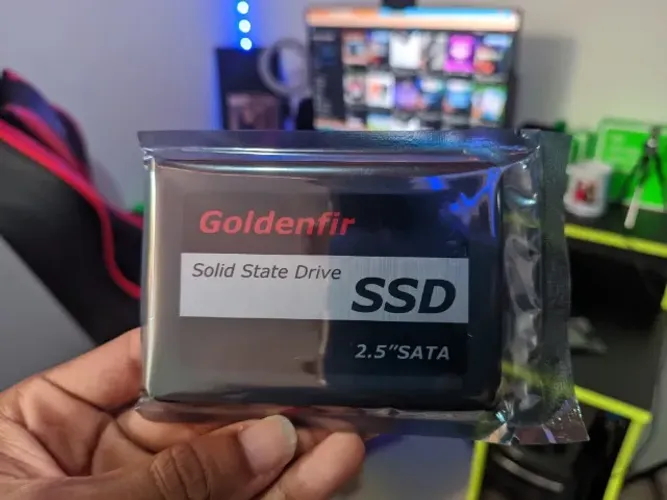 Goldenfir
Solid State Drive
SSD
2.5"SATA